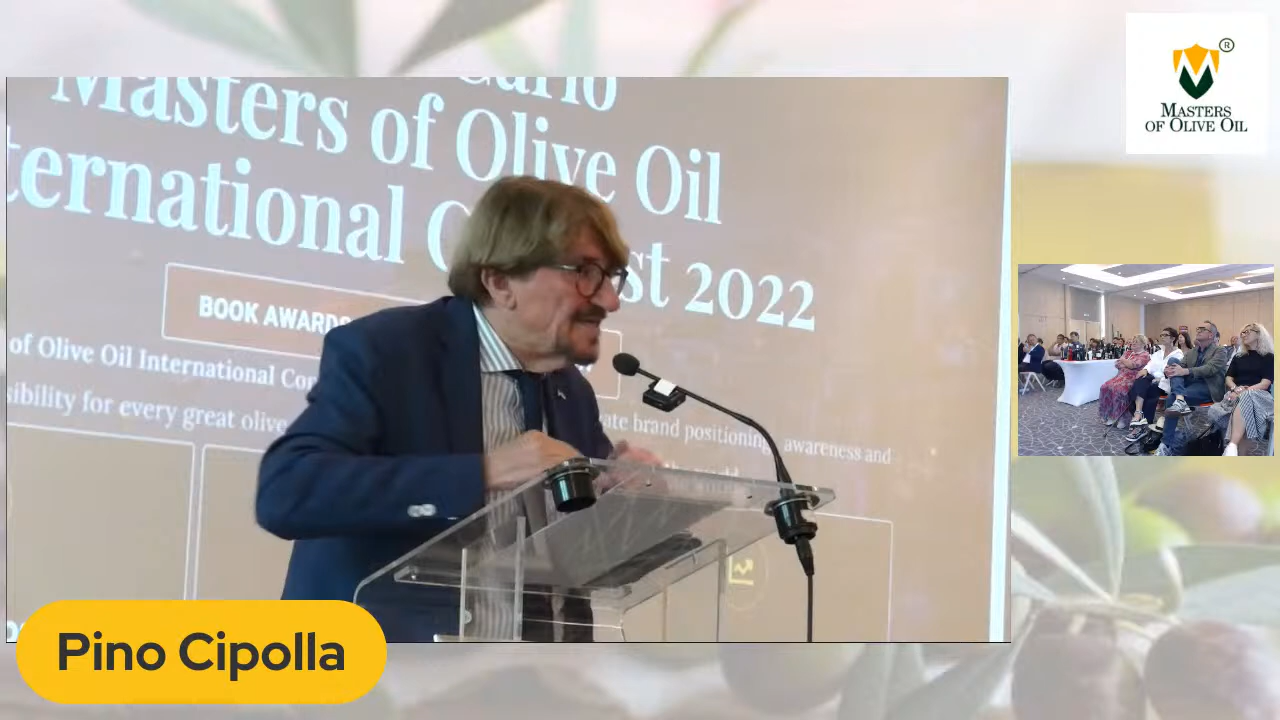 Masters of Olive Oil
ternational
st 2022
BOOK AWARDS
of Olive Oil International
sibility for every great olive
ate brand positioning, awareness and
Pino Cipolla
®
MASTERS
OF OLIVE OIL